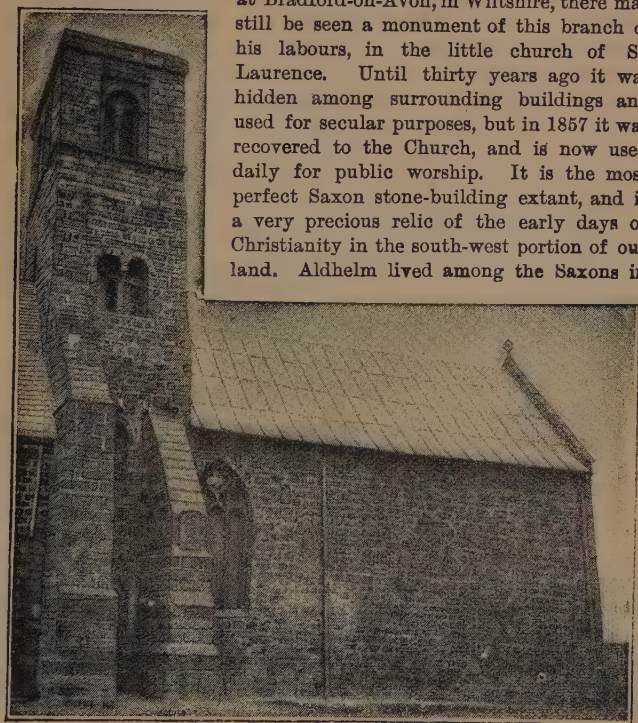 at Bradford-on-Avon, in Wiltshire, there ma
still be seen a monument of this branch o
his labours, in the little church of S
Laurence. Until thirty years ago it wa
hidden among surrounding buildings an
used for secular purposes, but in 1857 it wa
recovered to the Church, and is now use
daily for public worship. It is the mos
perfect Saxon stone-building extant, and i
a very precious relic of the early days o
Christianity in the south-west portion of ou
land. Aldhelm lived among the Saxons i